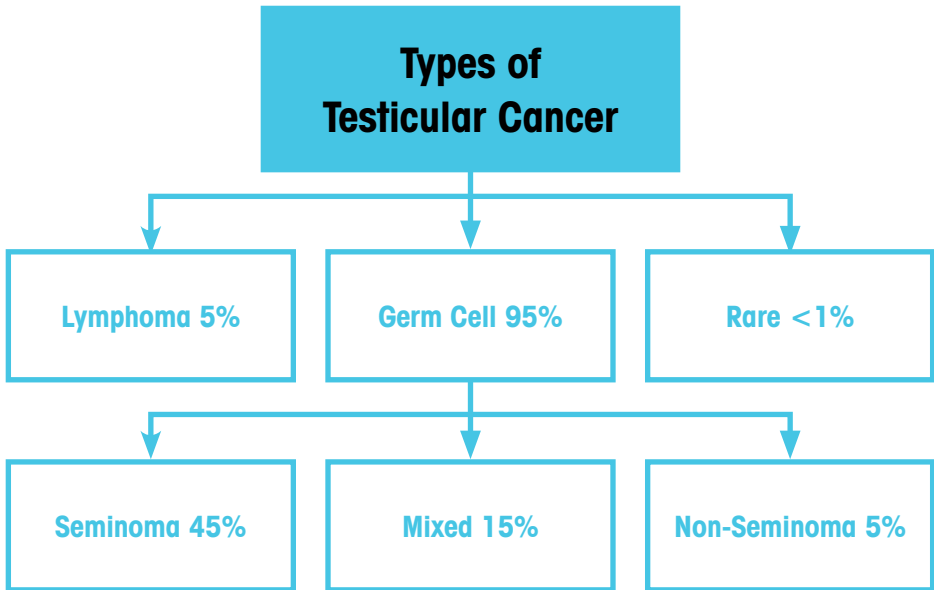 Types of
Testicular Cancer
Lymphoma 5%
Germ Cell 95%
Rare <1%
Seminoma 45%
Mixed 15%
Non-Seminoma 5%